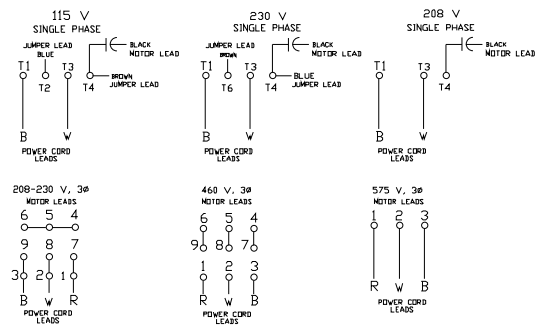 115 V
SINGLE PHASE
JUMPER LEAD
BLUE
BLACK
MOTOR LEAD
T1
T3
T2
T4
BROWN
JUMPER LEAD
B
W
POWER CORD
LEADS
230 V
SINGLE PHASE
JUMPER LEAD
BROWN
BLACK
MOTOR LEAD
T1
T3
T6
T4
BLUE
JUMPER LEAD
B
W
POWER CORD
LEADS
208 V
SINGLE PHASE
BLACK
MOTOR LEAD
T1
T3
T4
B
W
POWER CORD
LEADS
208-230 V, 3ø
MOTOR LEADS
6 5 4
9 8 7
3 2 1
B W R
POWER CORD
LEADS
460 V, 3ø
MOTOR LEADS
6 5 4
9 8 7
1 2 3
R W B
POWER CORD
LEADS
575 V, 3ø
MOTOR LEADS
1 2 3
R W B
POWER CORD
LEADS